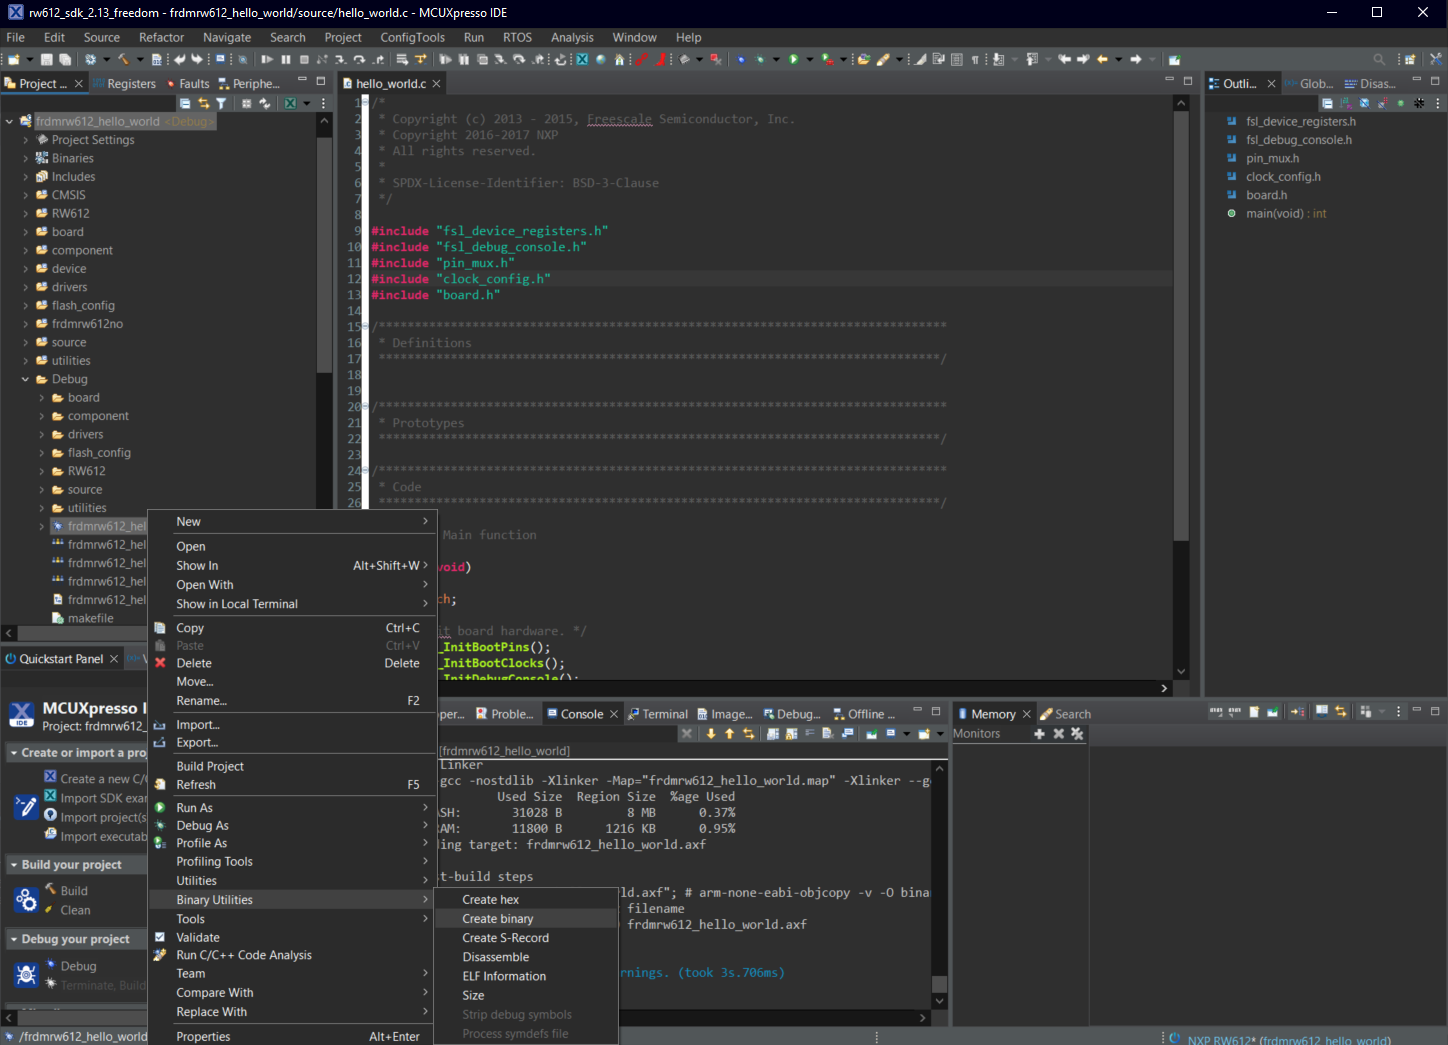 rw612_sdk_2.13_freedom - frdmrw612_hello_world/source/hello_world.c - MCUXpresso IDE
File Edit Source Refactor Navigate Search Project ConfigTools Run RTOS Analysis Window Help
Project ... Registers Faults Periphe...
frdmrw612_hello_world <Debug>
Project Settings
Binaries
Includes
CMSIS
RW612
board
component
device
drivers
flash_config
frdmrw612no
source
utilities
Debug
board
component
drivers
flash_config
RW612
source
utilities
frdmrw612_hel
frdmrw612_hel
frdmrw612_hel
frdmrw612_hel
frdmrw612_hel
makefile
hello_world.c
1 /*
2 * Copyright (c) 2013 - 2015, Freescale Semiconductor, Inc.
3 * Copyright 2016-2017 NXP
4 * All rights reserved.
5 *
6 * SPDX-License-Identifier: BSD-3-Clause
7 */
8
9 #include "fsl_device_registers.h"
10 #include "fsl_debug_console.h"
11 #include "pin_mux.h"
12 #include "clock_config.h"
13 #include "board.h"
14
15 /*******************************************************************************
16 * Definitions
17 ******************************************************************************/
18
19
20 /*******************************************************************************
21 * Prototypes
22 ******************************************************************************/
23
24 /*******************************************************************************
25 * Code
26 ******************************************************************************/
Main function
void)
ch;
it board hardware. */
_InitBootPins();
_InitBootClocks();
_InitDebugConsole();
Outli... Glob... Disas...
fsl_device_registers.h
fsl_debug_console.h
pin_mux.h
clock_config.h
board.h
main(void) : int
Quickstart Panel
MCUXpresso I
IDE
Project: frdmrw612_
Create or import a proj
Create a new C/
Import SDK exar
Import project(s
Import executab
Build your project
Build
Clean
Debug your project
Debug
Terminate, Build
/frdmrw612_hello_world
New
Open
Show In Alt+Shift+W
Open With
Show in Local Terminal
Copy Ctrl+C
Paste Ctrl+V
Delete Delete
Move...
Rename... F2
Import...
Export...
Build Project
Refresh F5
Run As
Debug As
Profile As
Profiling Tools
Utilities
Binary Utilities
Tools
Validate
Run C/C++ Code Analysis
Team
Compare With
Replace With
Properties Alt+Enter
Create hex
Create binary
Create S-Record
Disassemble
ELF Information
Size
Strip debug symbols
Process symdefs file
oper... Proble... Console Terminal Image... Debug... Offline ...
[frdmrw612_hello_world]
Linker
gcc -nostdlib -Xlinker -Map="frdmrw612_hello_world.map" -Xlinker --gc
Used Size Region Size %age Used
ASH: 31028 B 8 MB 0.37%
RAM: 11800 B 1216 KB 0.95%
ding target: frdmrw612_hello_world.axf
st-build steps
ld.axf"; # arm-none-eabi-objcopy -v -O bina
filename
frdmrw612_hello_world.axf
rnings. (took 3s.706ms)
Memory Search
Monitors
NXP RW612* (frdmrw612_hello_world)